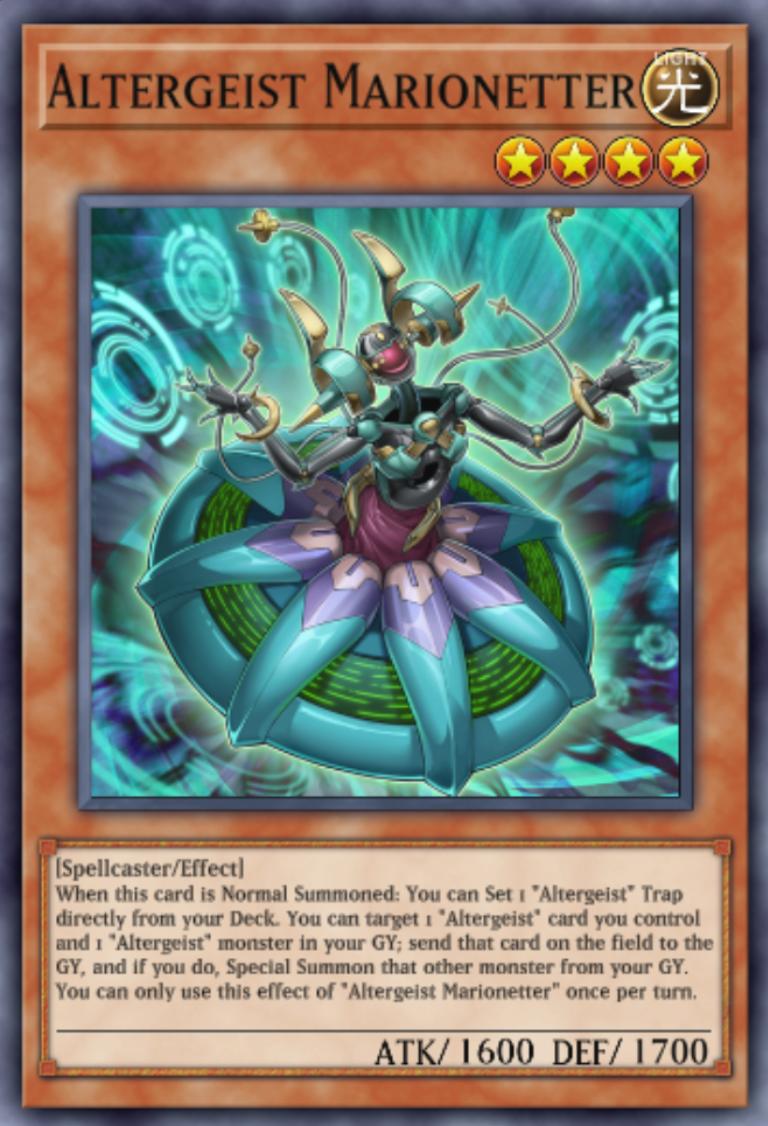 ALTERGEIST MARIONETTER
LIGHT
光
[Spellcaster/Effect]
When this card is Normal Summoned: You can Set 1 "Altergeist" Trap
directly from your Deck. You can target 1 "Altergeist" card you control
and 1 "Altergeist" monster in your GY; send that card on the field to the
GY, and if you do, Special Summon that other monster from your GY.
You can only use this effect of "Altergeist Marionetter" once per turn.
ATK/ 1600 DEF/ 1700